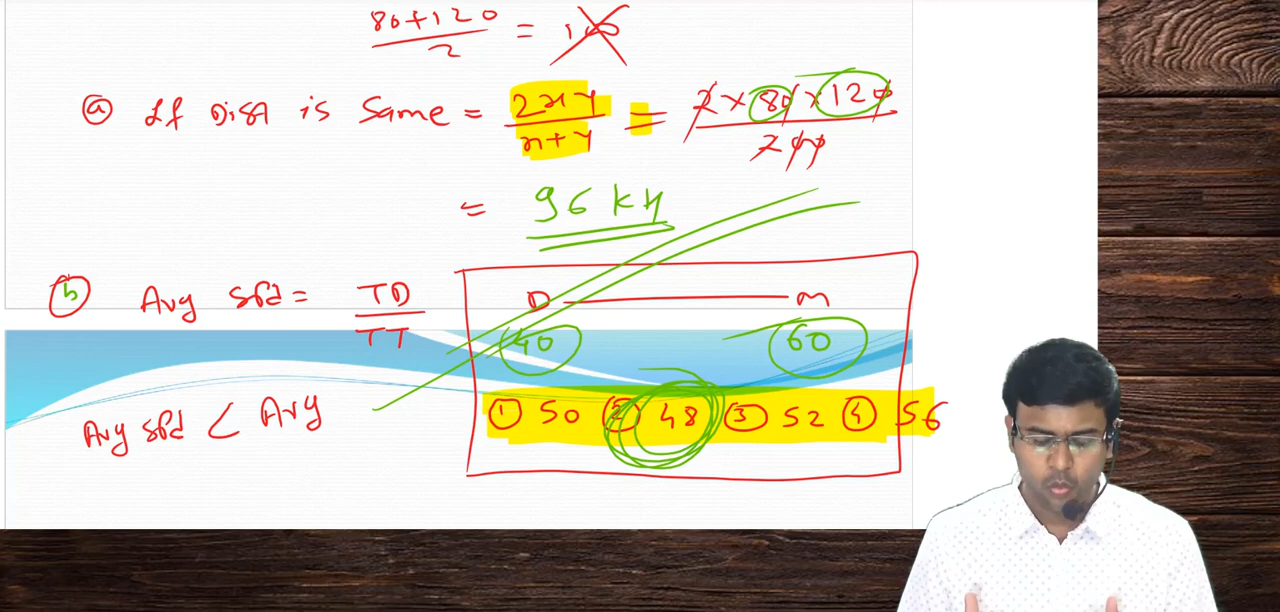 80+120 / 2 = 100
(a) If Dist is same = 2xy / x+y = 2 × 80 × 120 / 200
= 96 KH
(b) Avg spd = TD / TT
D m
40 60
Avg spd < Avg
① 50 ② 48 ③ 52 ④ 56